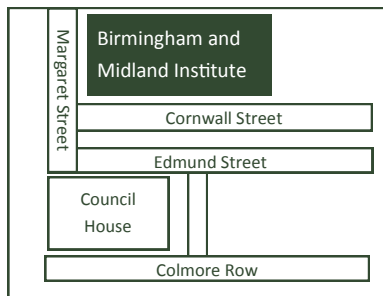 Margaret Street
Birmingham and
Midland Institute
Cornwall Street
Edmund Street
Council
House
Colmore Row